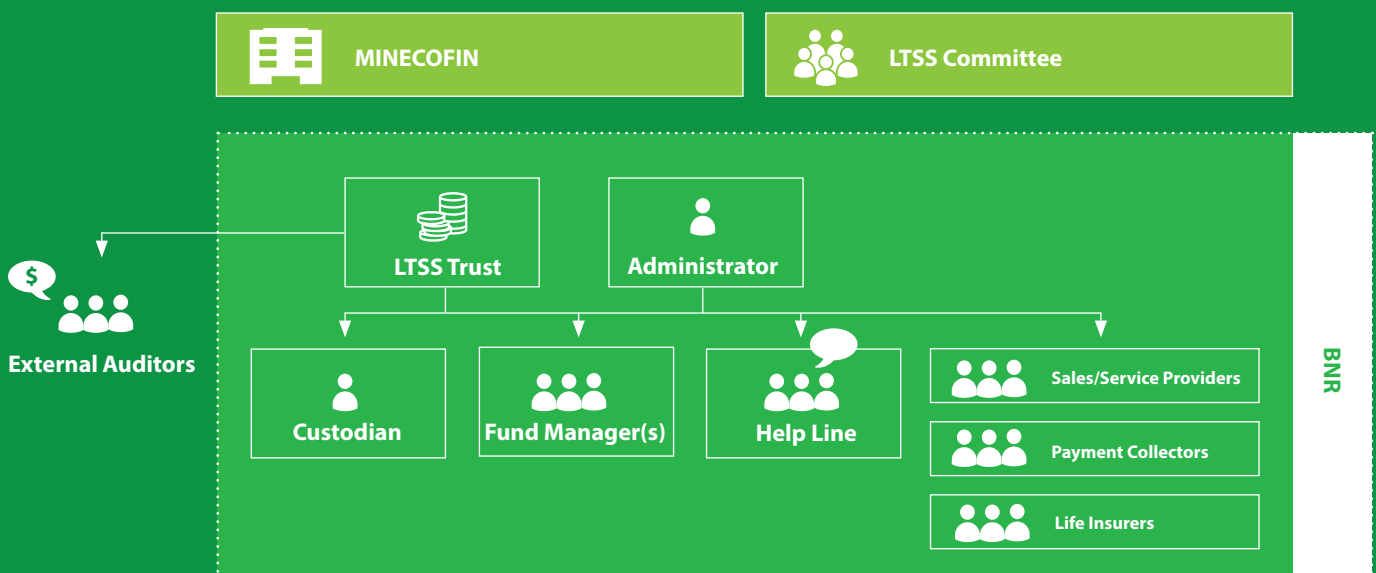 MINECOFIN
LTSS Committee
LTSS Trust
Administrator
$
External Auditors
Custodian
Fund Manager(s)
Help Line
Sales/Service Providers
Payment Collectors
Life Insurers
BNR